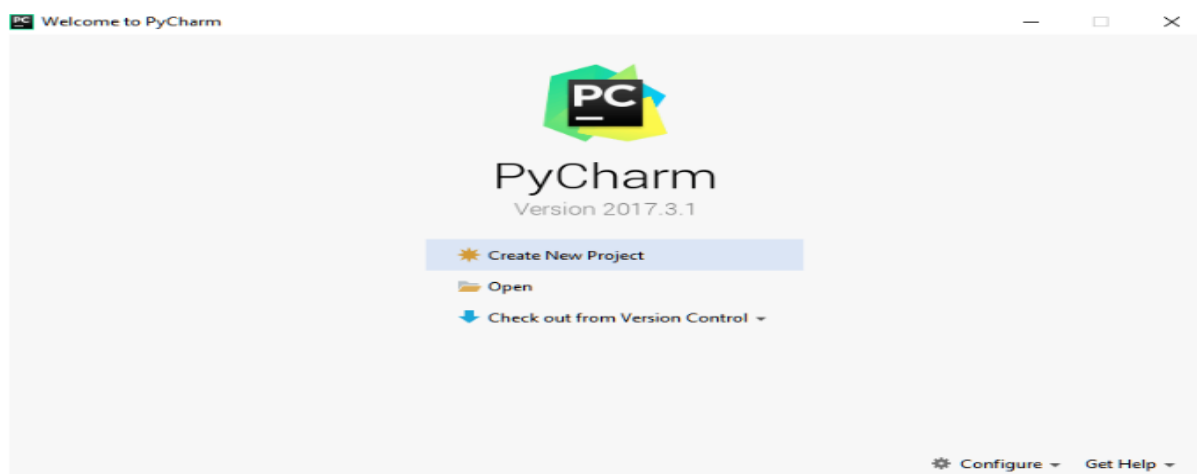 Welcome to PyCharm
PC
PyCharm
Version 2017.3.1
Create New Project
Open
Check out from Version Control
Configure Get Help